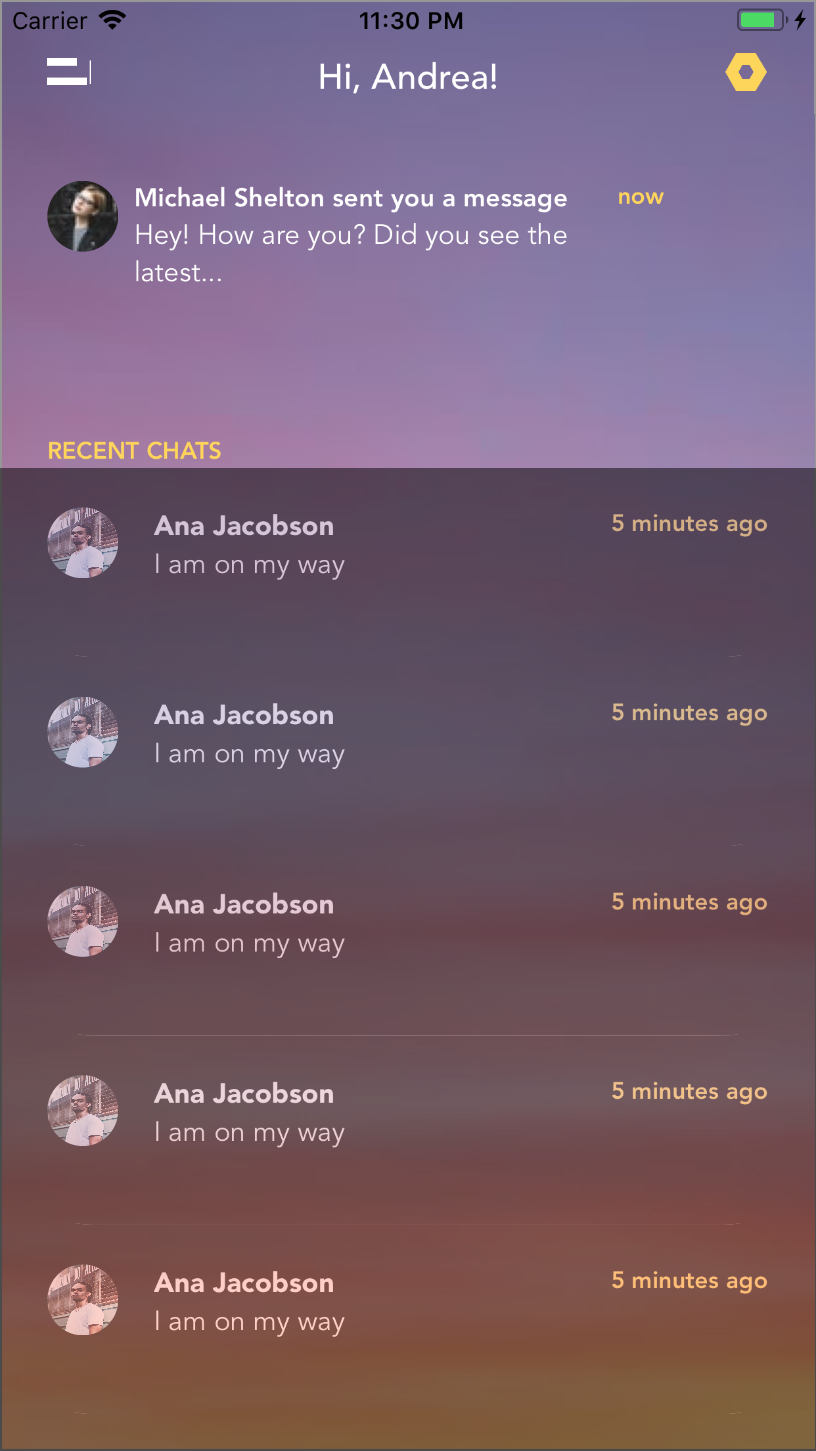 Carrier 11:30 PM
Hi, Andrea!
Michael Shelton sent you a message now
Hey! How are you? Did you see the
latest...
RECENT CHATS
Ana Jacobson 5 minutes ago
I am on my way
Ana Jacobson 5 minutes ago
I am on my way
Ana Jacobson 5 minutes ago
I am on my way
Ana Jacobson 5 minutes ago
I am on my way
Ana Jacobson 5 minutes ago
I am on my way